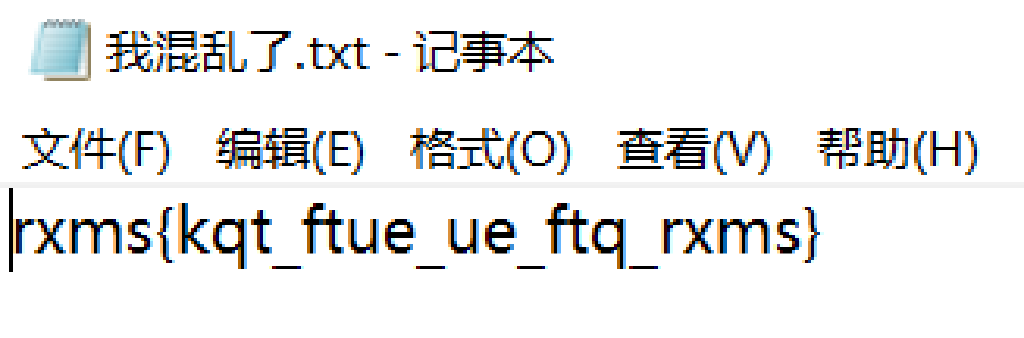 我混乱了.txt - 记事本
文件(F) 编辑(E) 格式(O) 查看(V) 帮助(H)
rxms{kqt_ftue_ue_ftq_rxms}